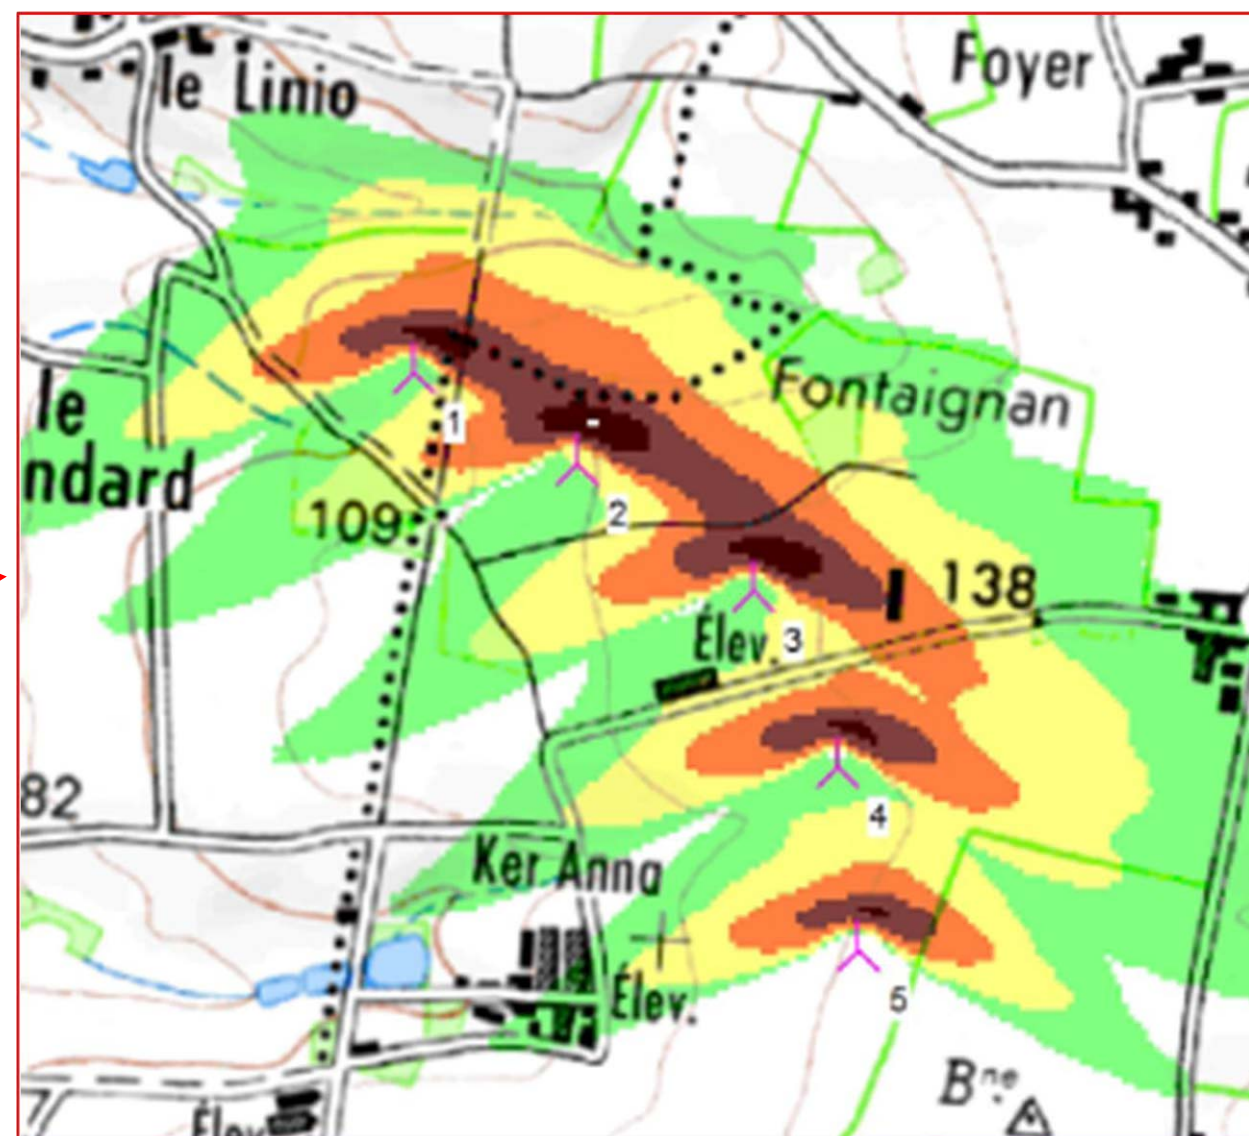 Foyer
le Linio
Fontaignan
le
ndard
1
109
2
138
Élev.
3
82
4
Ker Anna
Élev.
5
Bne
Élev